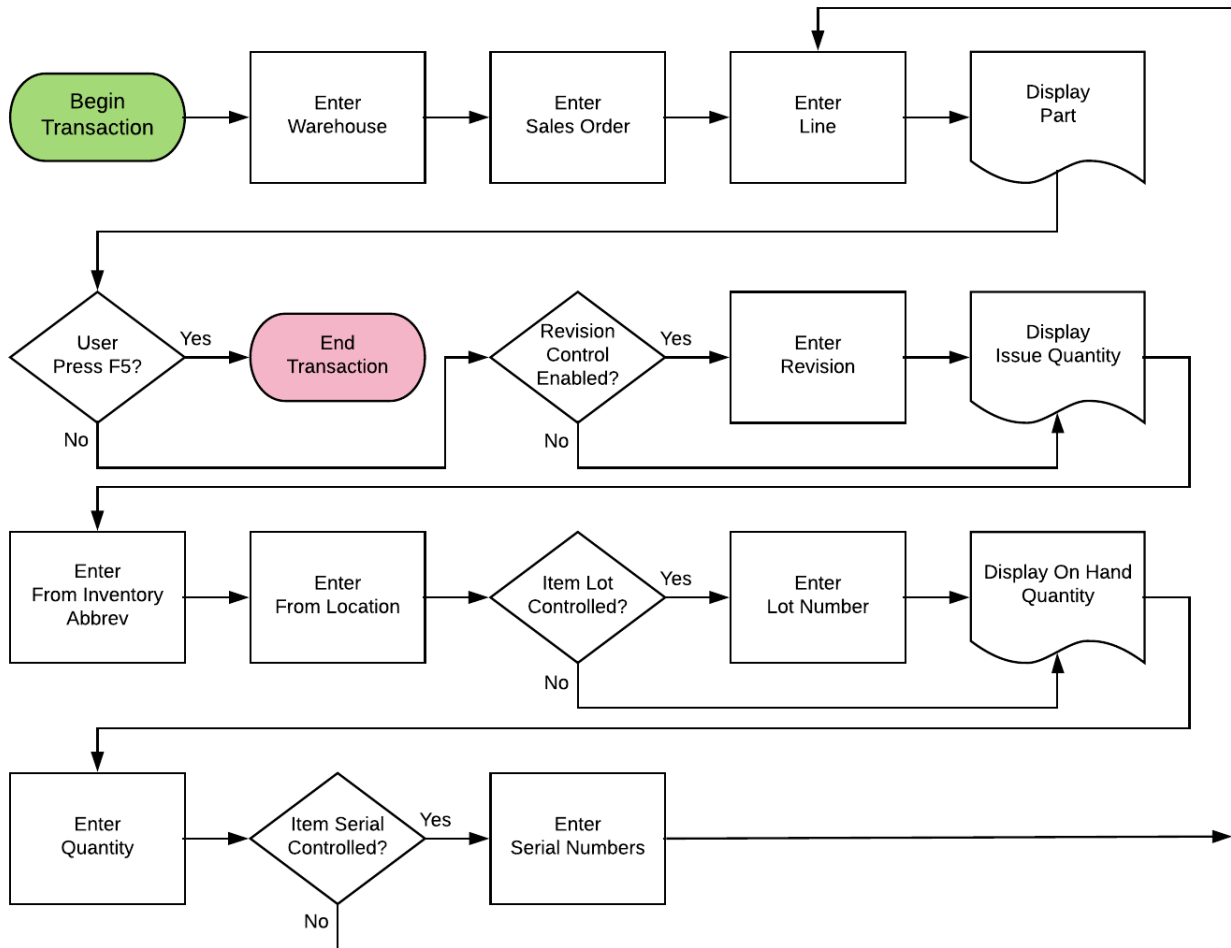 Begin
Transaction
Enter
Warehouse
Enter
Sales Order
Enter
Line
Display
Part
User
Press F5?
Yes
No
End
Transaction
Revision
Control
Enabled?
Yes
No
Enter
Revision
Display
Issue Quantity
Enter
From Inventory
Abbrev
Enter
From Location
Item Lot
Controlled?
Yes
No
Enter
Lot Number
Display On Hand
Quantity
Enter
Quantity
Item Serial
Controlled?
Yes
No
Enter
Serial Numbers